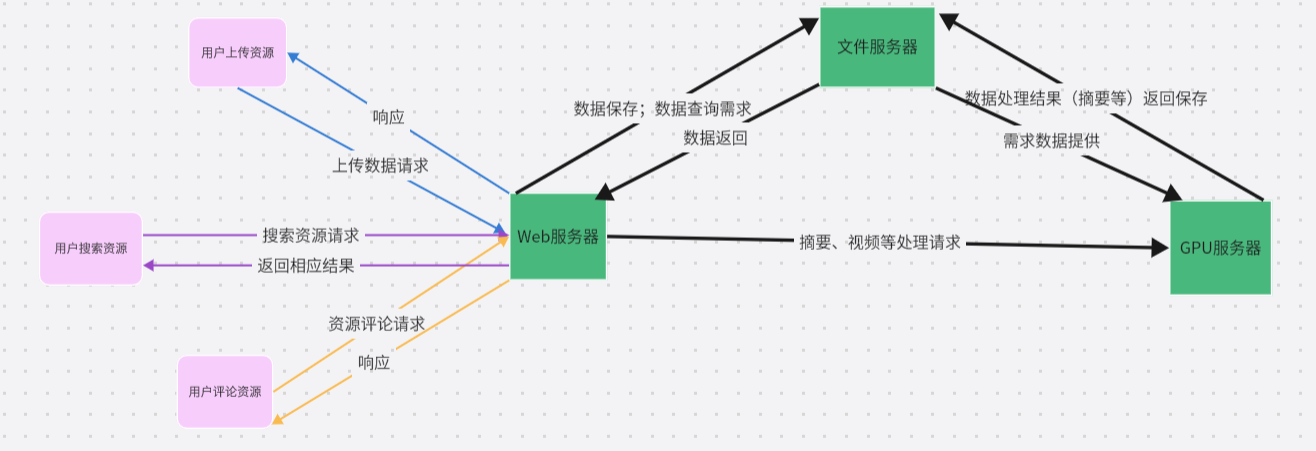 用户上传资源
文件服务器
数据处理结果（摘要等）返回保存
数据保存；数据查询需求
响应
数据返回
需求数据提供
上传数据请求
搜索资源请求
Web服务器
摘要、视频等处理请求
用户搜索资源
GPU服务器
返回相应结果
资源评论请求
响应
用户评论资源